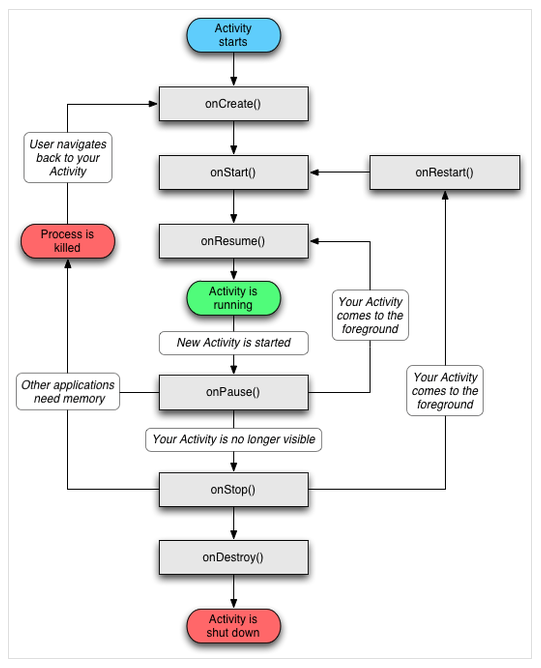 Activity
starts
onCreate()
User navigates
back to your
Activity
onStart()
onRestart()
Process is
killed
onResume()
Activity is
running
Your Activity
comes to the
foreground
New Activity is started
Other applications
need memory
onPause()
Your Activity
comes to the
foreground
Your Activity is no longer visible
onStop()
onDestroy()
Activity is
shut down